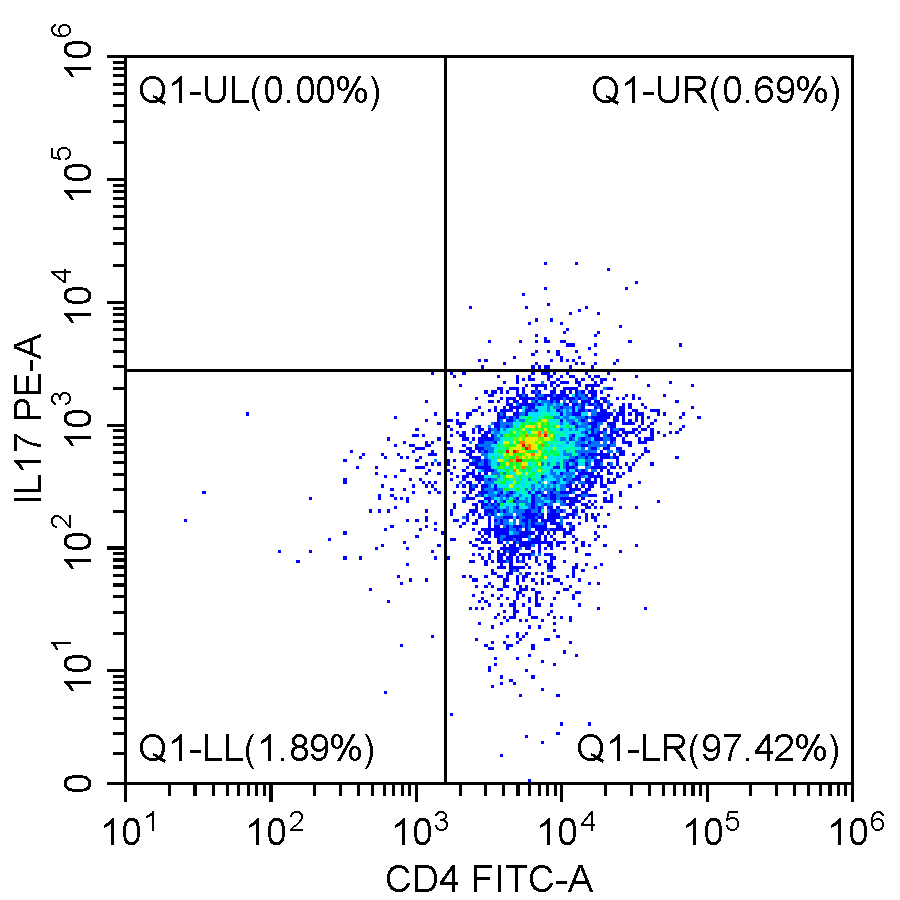 Q1-UL(0.00%)
Q1-UR(0.69%)
Q1-LL(1.89%)
Q1-LR(97.42%)
10^6
10^5
10^4
10^3
10^2
10^1
0
IL17 PE-A
10^1 10^2 10^3 10^4 10^5 10^6
CD4 FITC-A